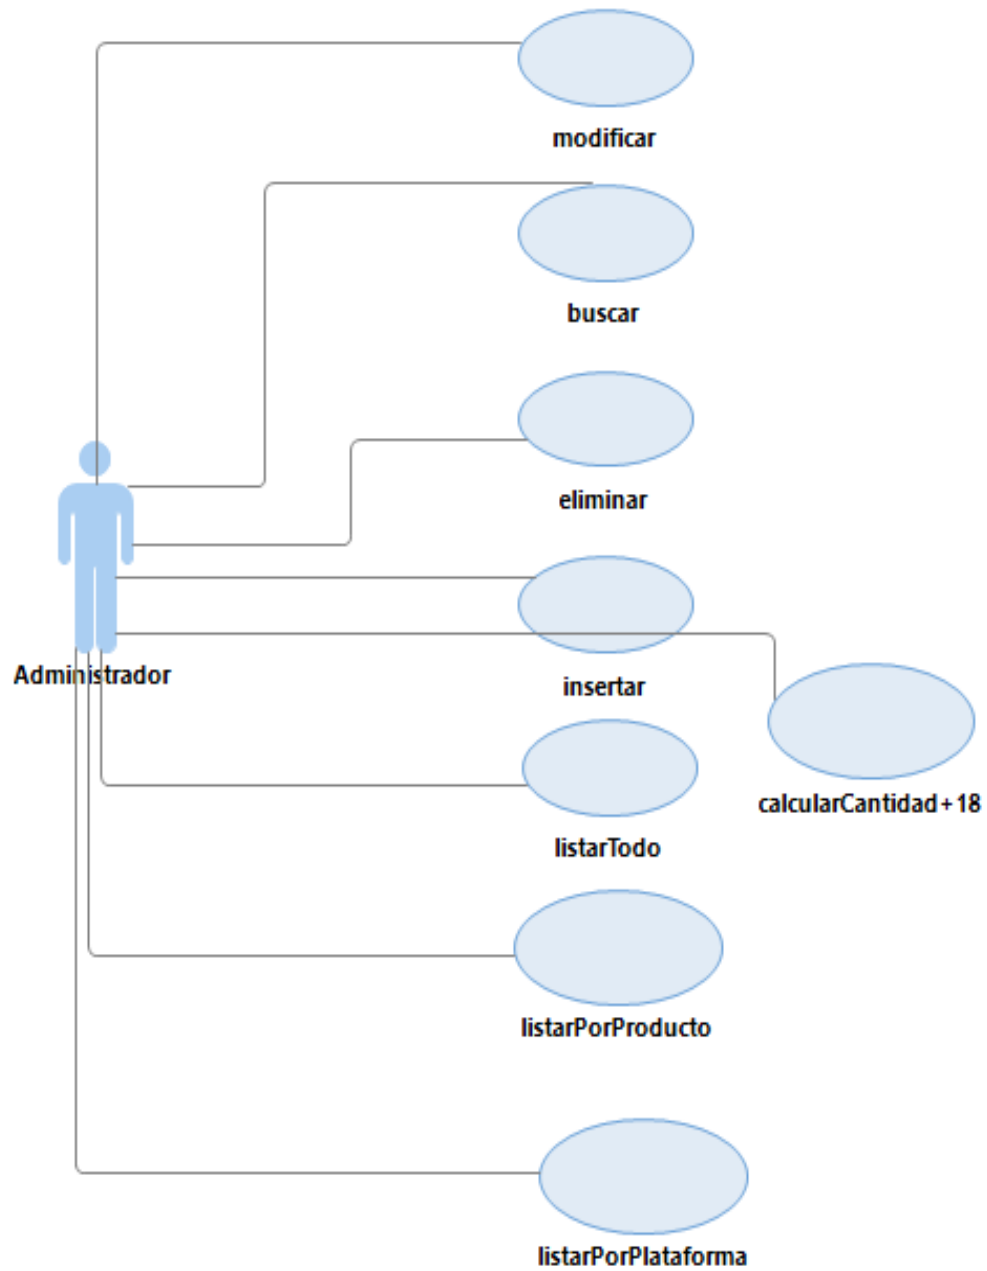 modificar
buscar
eliminar
Administrador
insertar
calcularCantidad+18
listarTodo
listarPorProducto
listarPorPlataforma